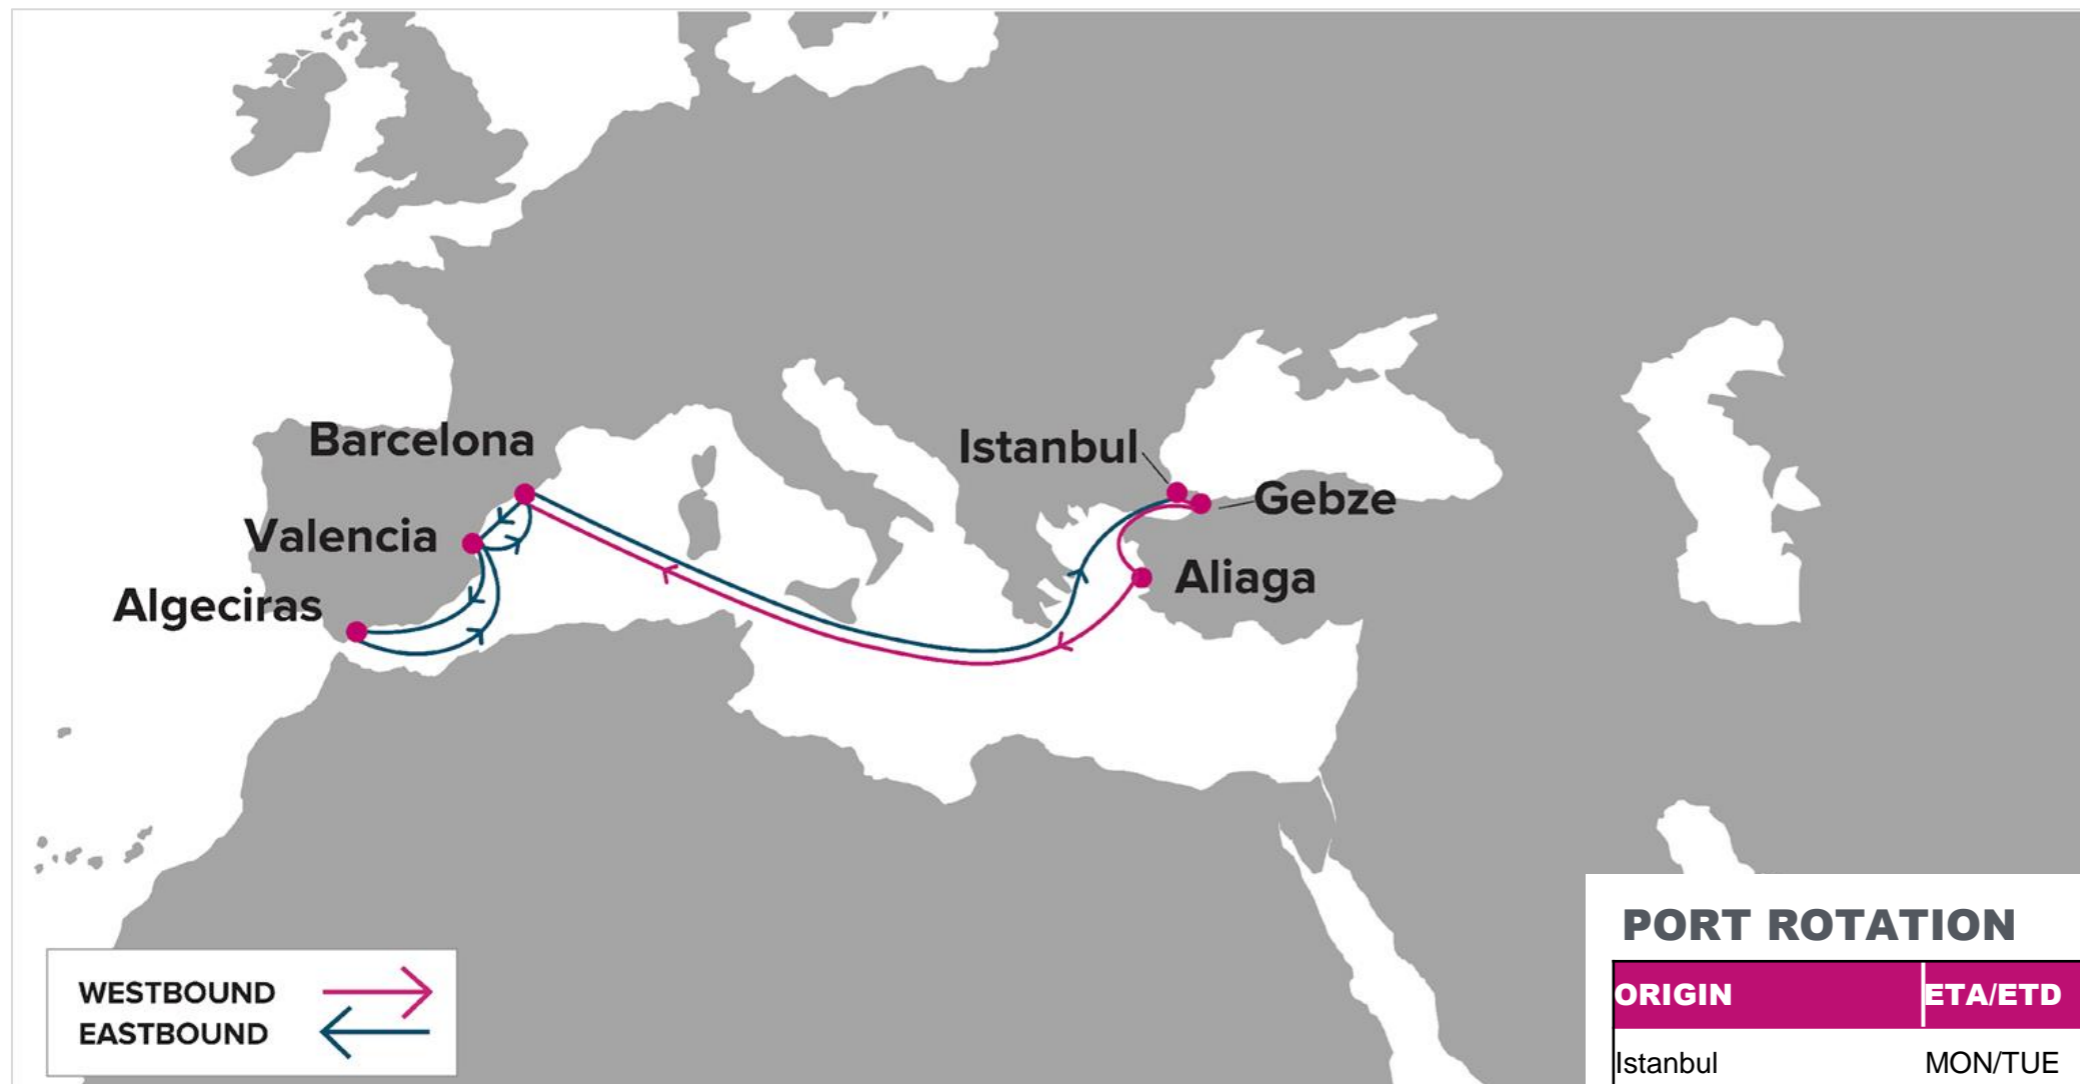 Barcelona
Istanbul
Gebze
Valencia
Aliaga
Algeciras
PORT ROTATION
WESTBOUND
ORIGIN ETA/ETD
EASTBOUND
Istanbul MON/TUE